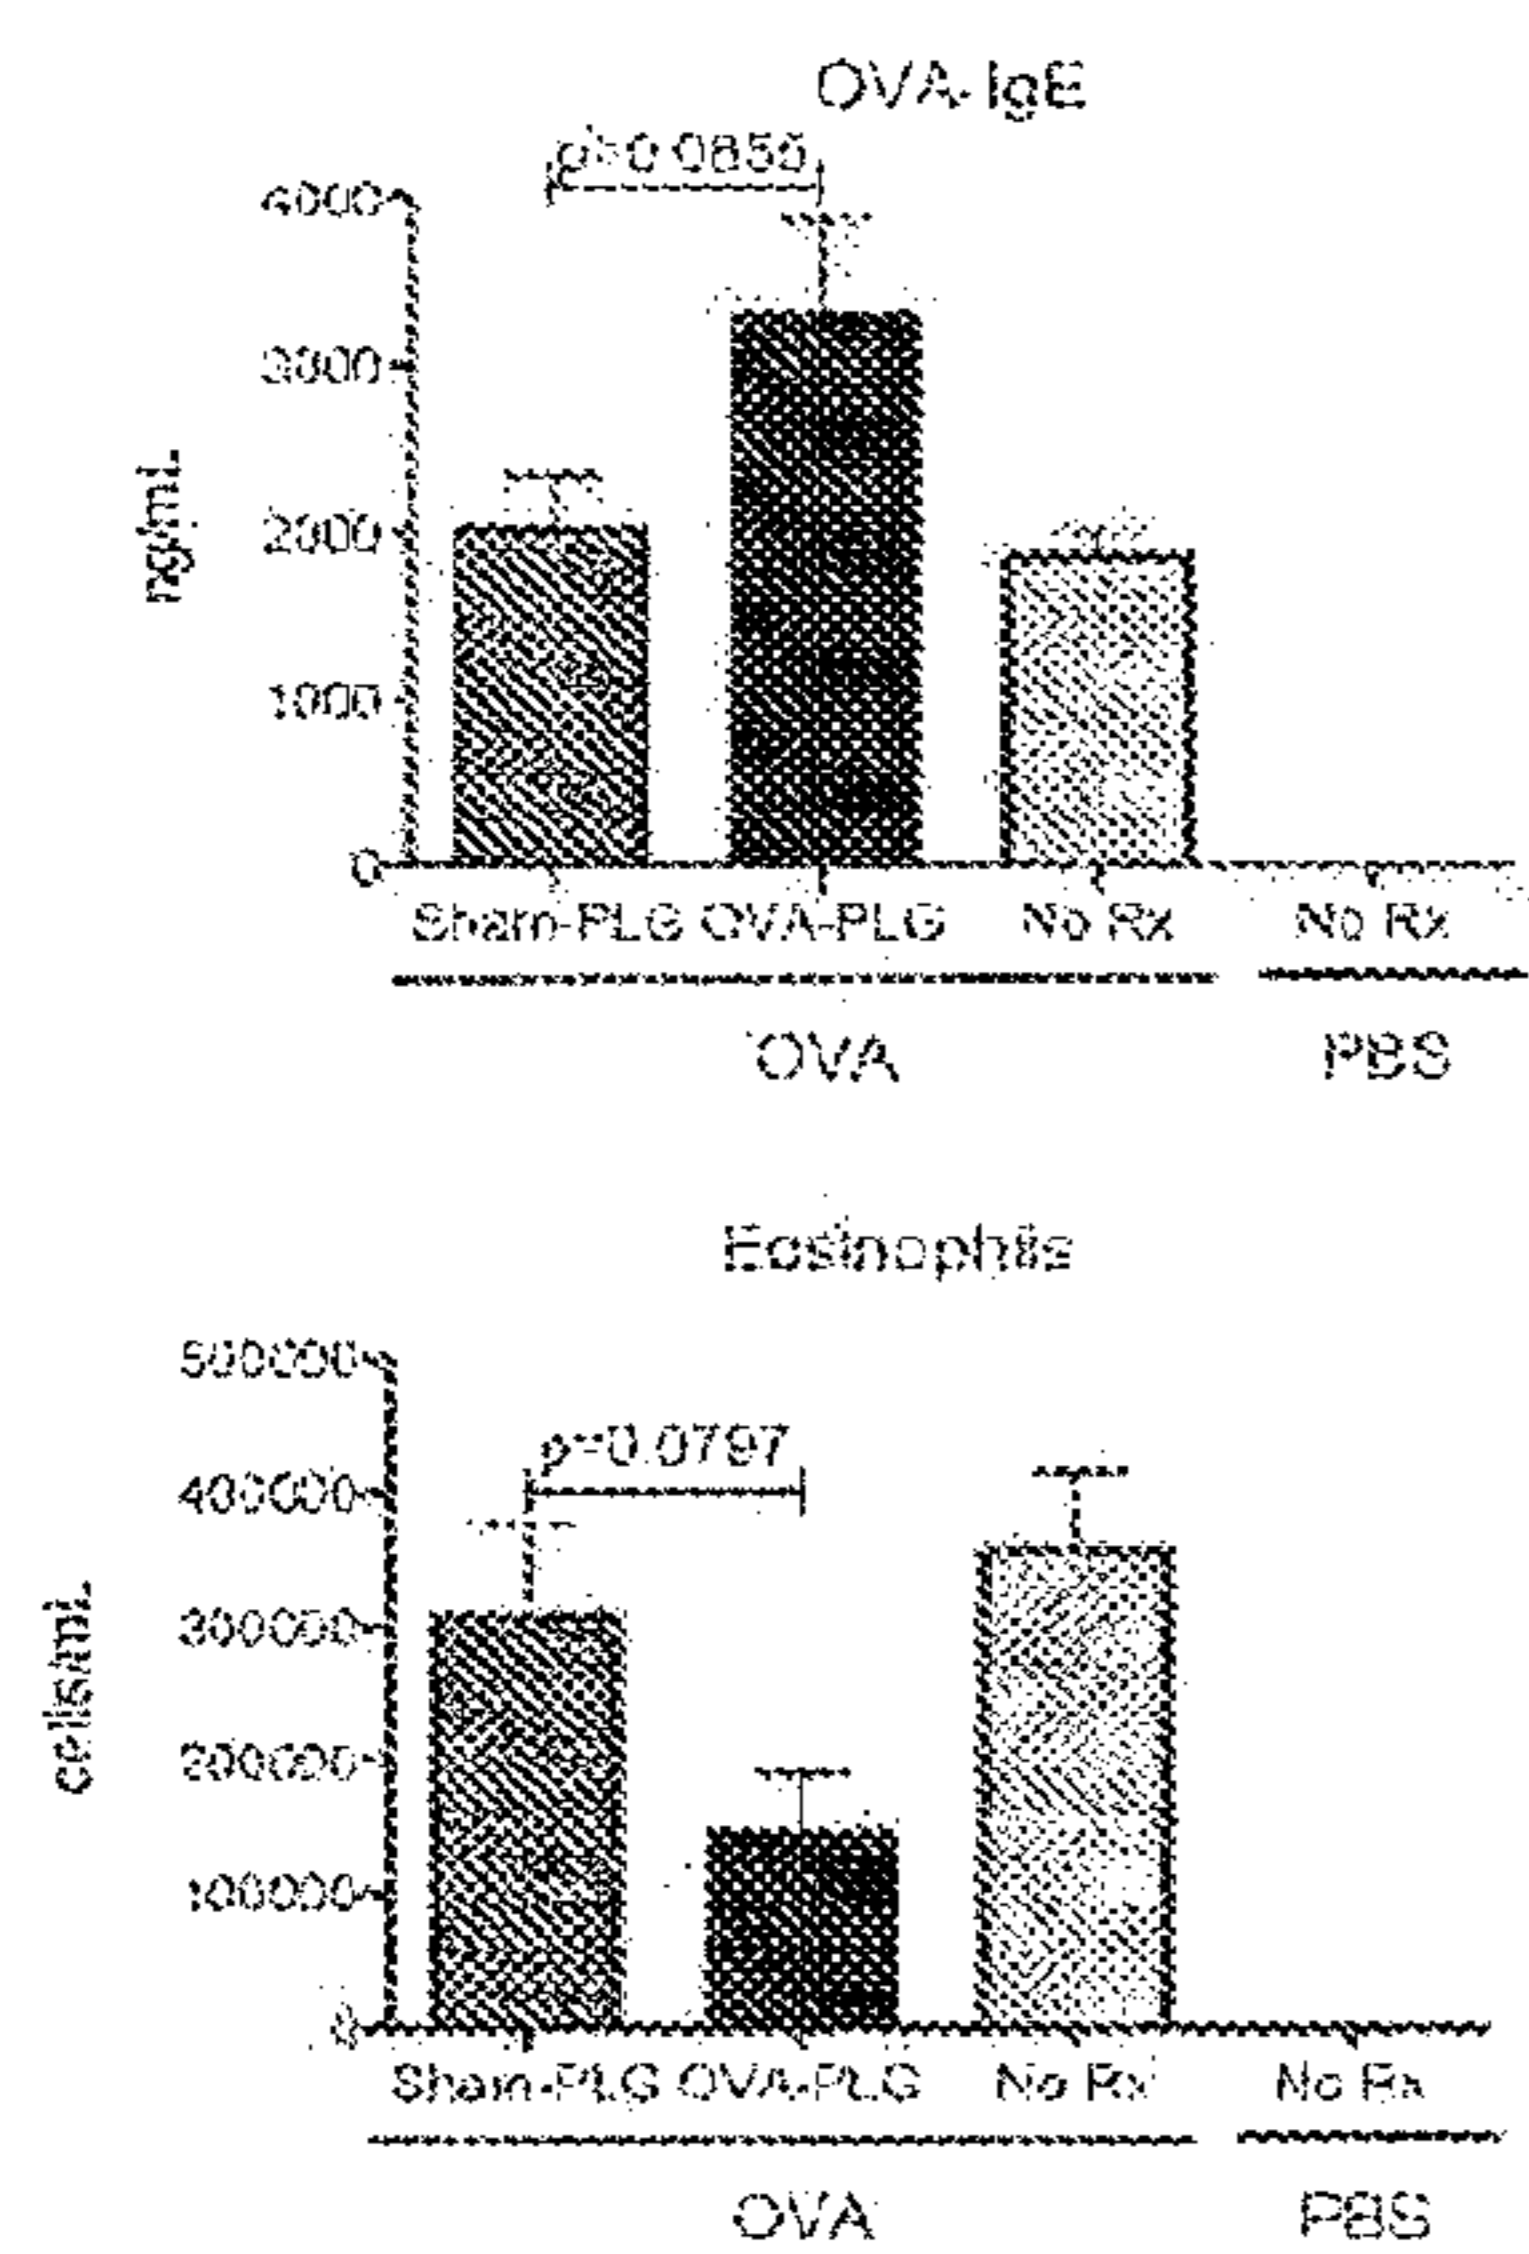 OVA-IgE
p=0.0855
4000
3000
2000
1000
0
ng/mL
Sham-PLG OVA-PLG No Rx No Rx
OVA PBS
Eosinophils
500000
p=0.0797
400000
300000
200000
100000
0
cells/mL
Sham-PLG OVA-PLG No Rx No Rx
OVA PBS